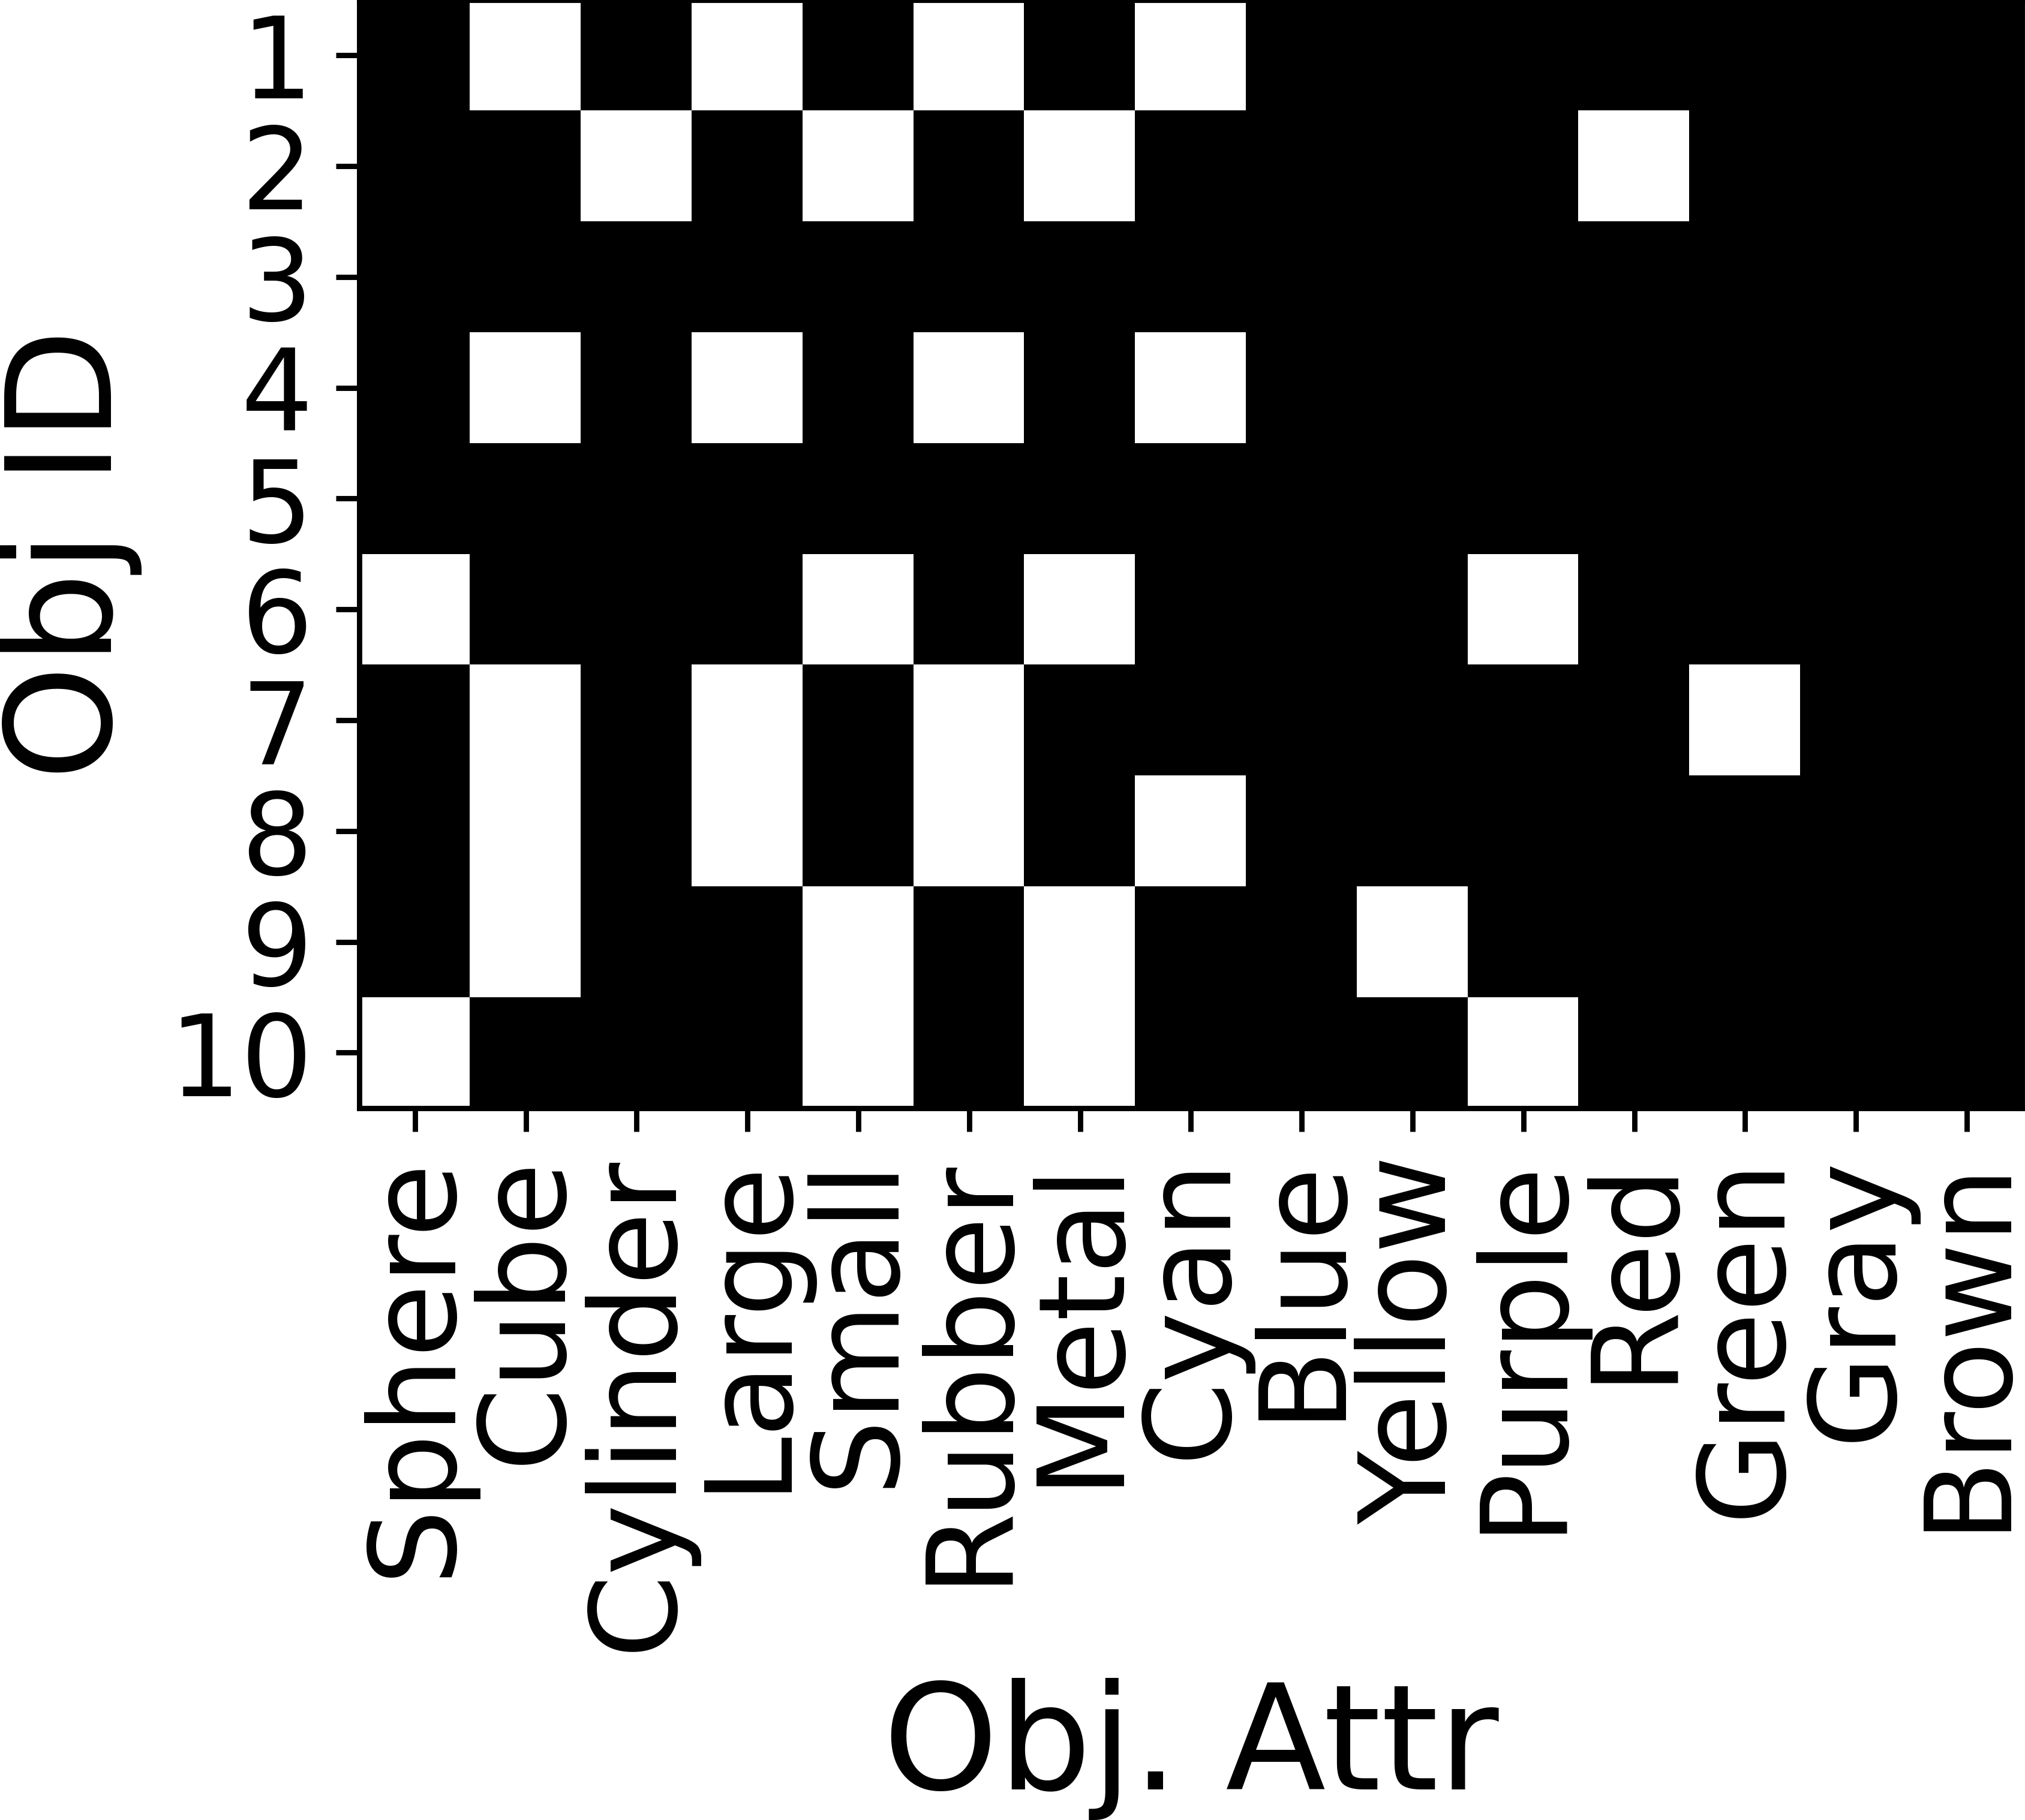 Obj ID
1
2
3
4
5
6
7
8
9
10
Sphere
Cube
Cylinder
Large
Small
Rubber
Metal
Cyan
Blue
Yellow
Purple
Red
Green
Gray
Brown
Obj. Attr